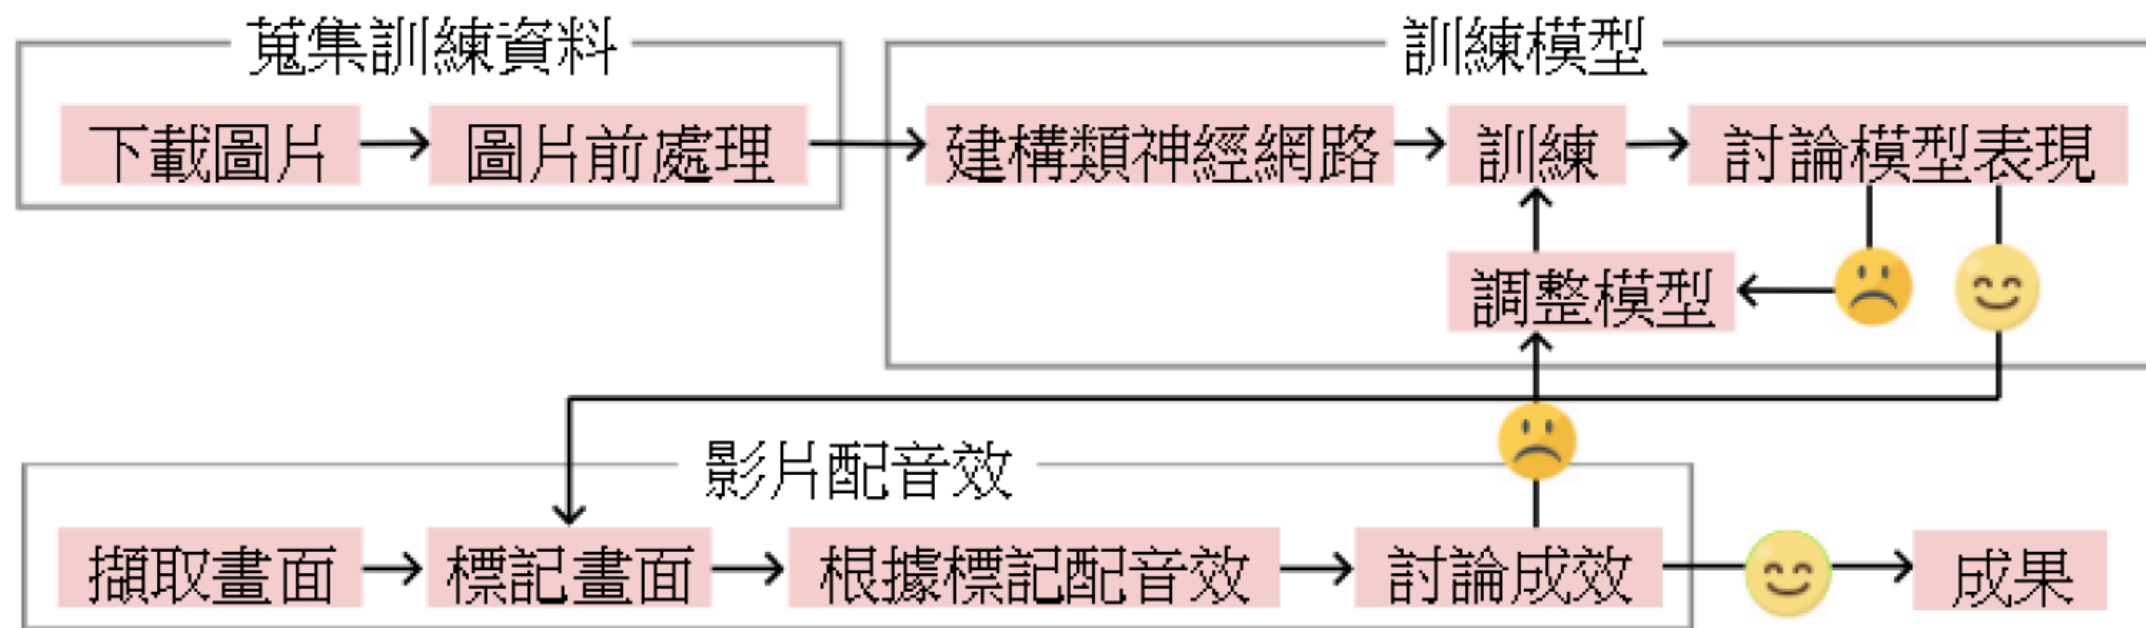 蒐集訓練資料
下載圖片
圖片前處理
訓練模型
建構類神經網路
訓練
討論模型表現
調整模型
影片配音效
擷取畫面
標記畫面
根據標記配音效
討論成效
成果